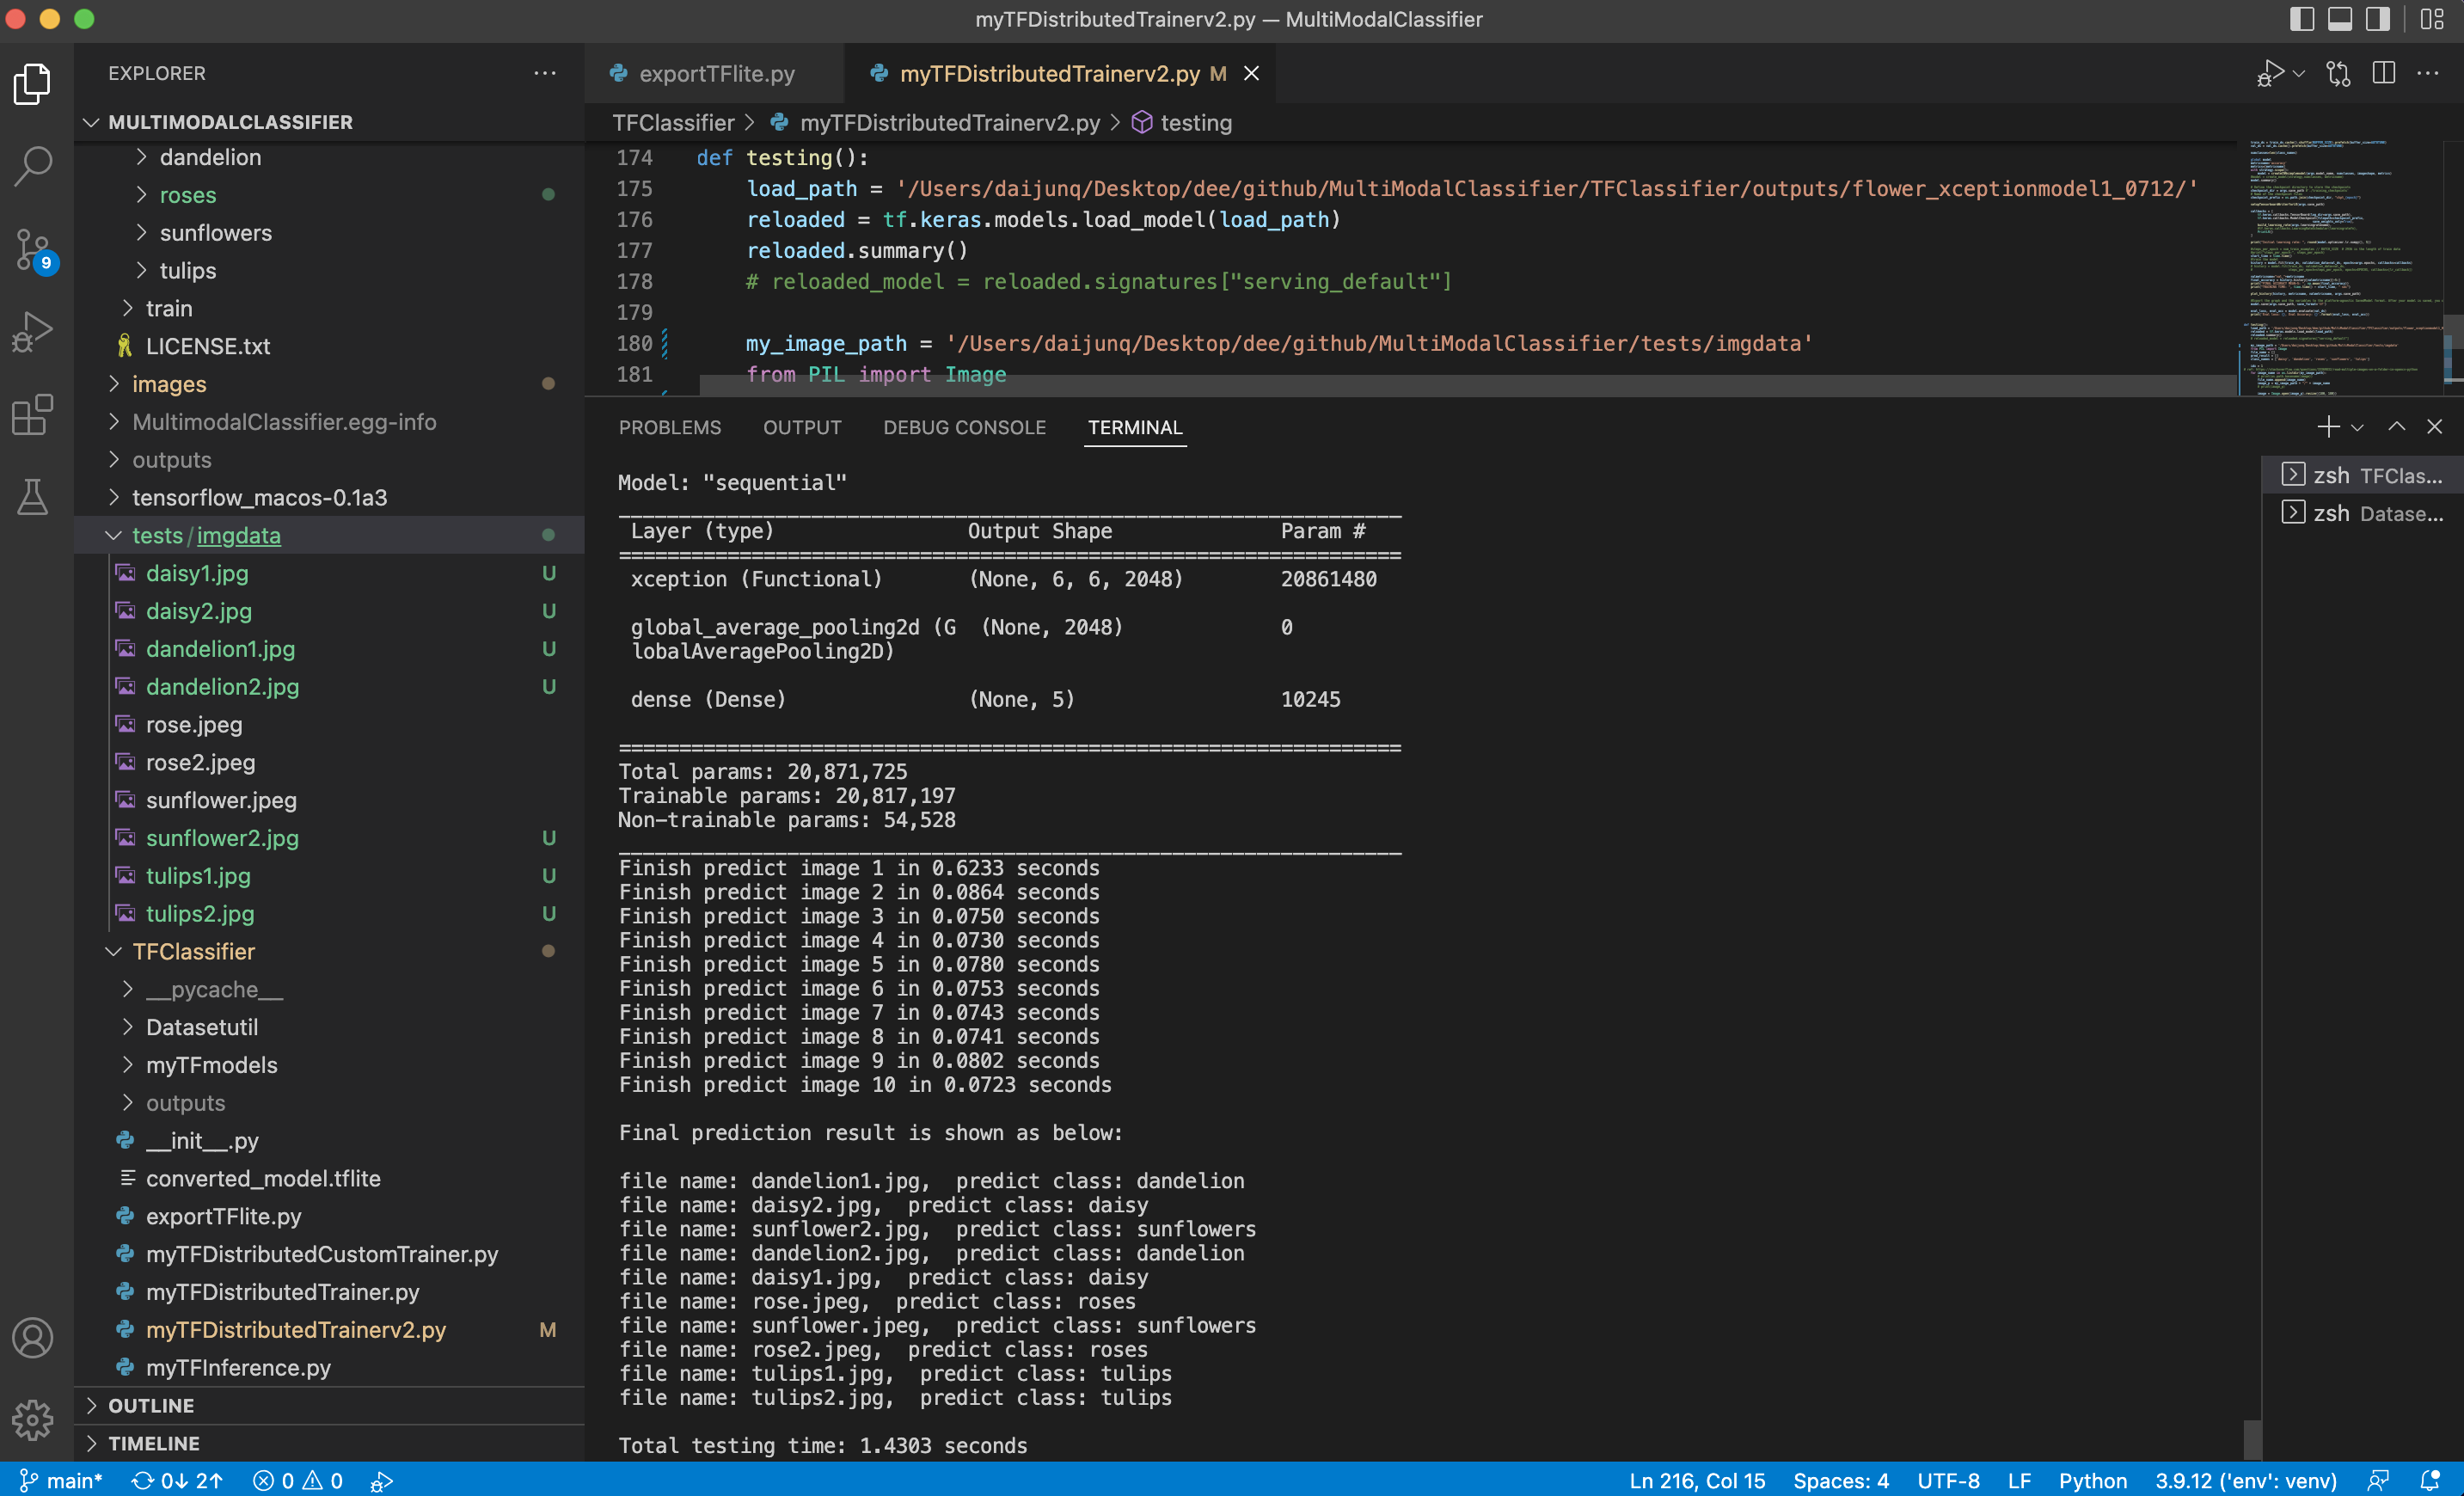 myTFDistributedTrainerv2.py — MultiModalClassifier
EXPLORER
MULTIMODALCLASSIFIER
dandelion
roses
sunflowers
tulips
train
LICENSE.txt
images
MultimodalClassifier.egg-info
outputs
tensorflow_macos-0.1a3
tests/imgdata
daisy1.jpg U
daisy2.jpg U
dandelion1.jpg U
dandelion2.jpg U
rose.jpeg
rose2.jpeg
sunflower.jpeg
sunflower2.jpg U
tulips1.jpg U
tulips2.jpg U
TFClassifier
__pycache__
Datasetutil
myTFmodels
outputs
__init__.py
converted_model.tflite
exportTFlite.py
myTFDistributedCustomTrainer.py
myTFDistributedTrainer.py
myTFDistributedTrainerv2.py M
myTFInference.py
OUTLINE
TIMELINE
9
exportTFlite.py myTFDistributedTrainerv2.py M
TFClassifier > myTFDistributedTrainerv2.py > testing
174 def testing():
175 load_path = '/Users/daijunq/Desktop/dee/github/MultiModalClassifier/TFClassifier/outputs/flower_xceptionmodel1_0712/'
176 reloaded = tf.keras.models.load_model(load_path)
177 reloaded.summary()
178 # reloaded_model = reloaded.signatures["serving_default"]
179
180 my_image_path = '/Users/daijunq/Desktop/dee/github/MultiModalClassifier/tests/imgdata'
181 from PIL import Image
PROBLEMS OUTPUT DEBUG CONSOLE TERMINAL
zsh TFClas...
zsh Datase...
Model: "sequential"
Layer (type) Output Shape Param #
xception (Functional) (None, 6, 6, 2048) 20861480
global_average_pooling2d (G (None, 2048) 0
lobalAveragePooling2D)
dense (Dense) (None, 5) 10245
Total params: 20,871,725
Trainable params: 20,817,197
Non-trainable params: 54,528
Finish predict image 1 in 0.6233 seconds
Finish predict image 2 in 0.0864 seconds
Finish predict image 3 in 0.0750 seconds
Finish predict image 4 in 0.0730 seconds
Finish predict image 5 in 0.0780 seconds
Finish predict image 6 in 0.0753 seconds
Finish predict image 7 in 0.0743 seconds
Finish predict image 8 in 0.0741 seconds
Finish predict image 9 in 0.0802 seconds
Finish predict image 10 in 0.0723 seconds
Final prediction result is shown as below:
file name: dandelion1.jpg, predict class: dandelion
file name: daisy2.jpg, predict class: daisy
file name: sunflower2.jpg, predict class: sunflowers
file name: dandelion2.jpg, predict class: dandelion
file name: daisy1.jpg, predict class: daisy
file name: rose.jpeg, predict class: roses
file name: sunflower.jpeg, predict class: sunflowers
file name: rose2.jpeg, predict class: roses
file name: tulips1.jpg, predict class: tulips
file name: tulips2.jpg, predict class: tulips
Total testing time: 1.4303 seconds
main* 0↓ 2↑ 0 0 Ln 216, Col 15 Spaces: 4 UTF-8 LF Python 3.9.12 ('env': venv)